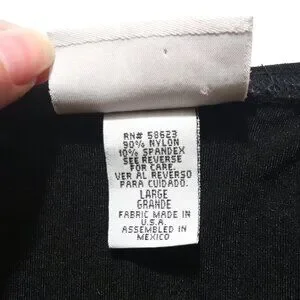 RN# 58623
90% NYLON
10% SPANDEX
SEE REVERSE
FOR CARE.
VER AL REVERSO
PARA CUIDADO.
LARGE
GRANDE
FABRIC MADE IN
U.S.A.
ASSEMBLED IN
MEXICO